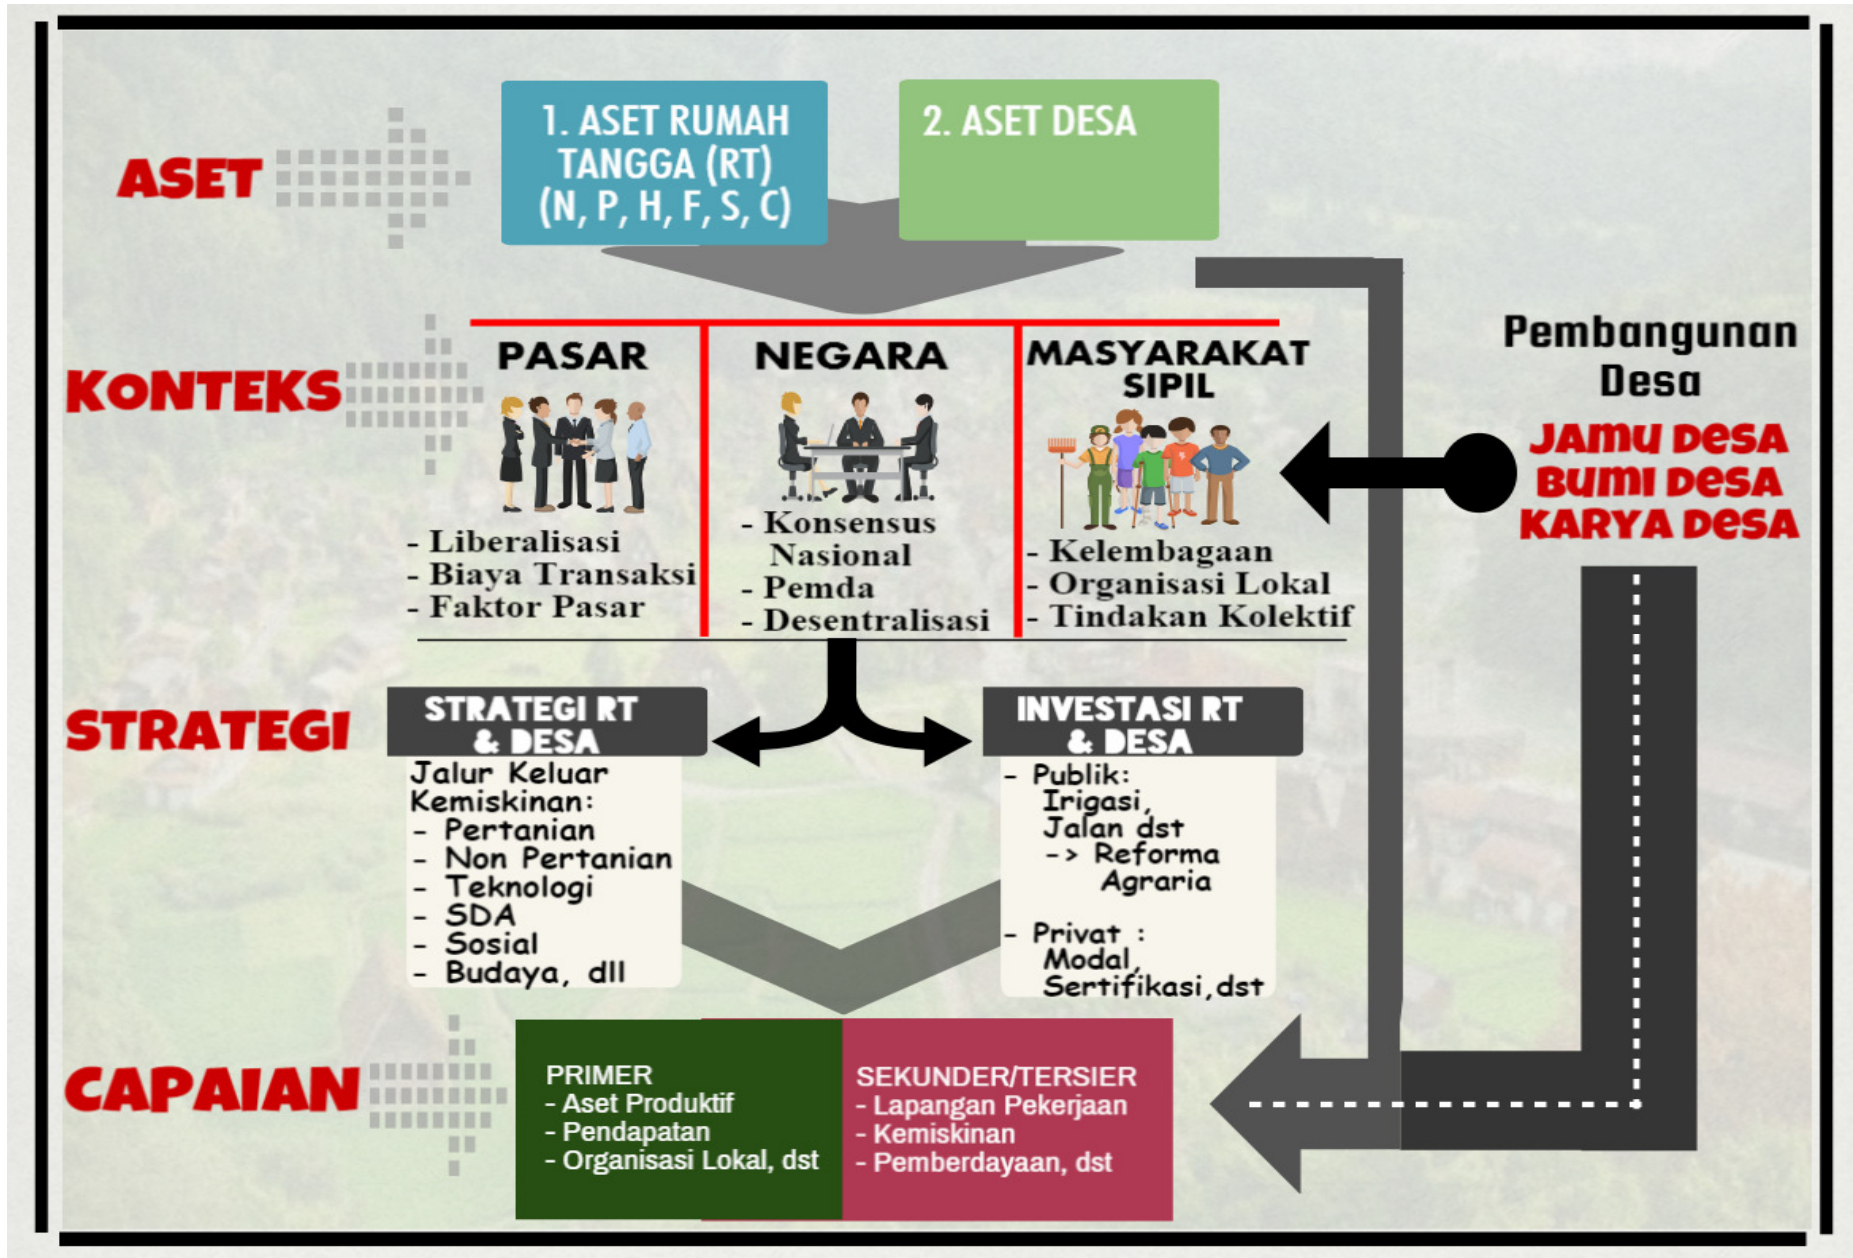 ASET
1. ASET RUMAH
TANGGA (RT)
(N, P, H, F, S, C)
2. ASET DESA
KONTEKS
PASAR
- Liberalisasi
- Biaya Transaksi
- Faktor Pasar
NEGARA
- Konsensus
Nasional
- Pemda
- Desentralisasi
MASYARAKAT
SIPIL
- Kelembagaan
- Organisasi Lokal
- Tindakan Kolektif
Pembangunan
Desa
JAMU DESA
BUMI DESA
KARYA DESA
STRATEGI
STRATEGI RT
& DESA
Jalur Keluar
Kemiskinan:
- Pertanian
- Non Pertanian
- Teknologi
- SDA
- Sosial
- Budaya, dll
INVESTASI RT
& DESA
- Publik:
Irigasi,
Jalan dst
-> Reforma
Agraria
- Privat :
Modal,
Sertifikasi,dst
CAPAIAN
PRIMER
- Aset Produktif
- Pendapatan
- Organisasi Lokal, dst
SEKUNDER/TERSIER
- Lapangan Pekerjaan
- Kemiskinan
- Pemberdayaan, dst